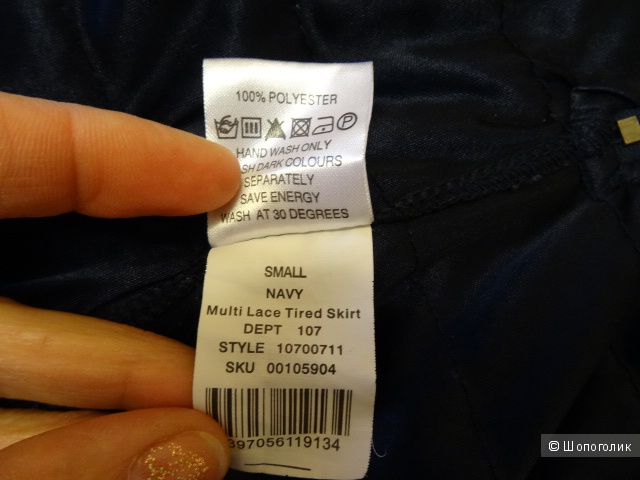 100% POLYESTER
HAND WASH ONLY
SH DARK COLOURS
SEPARATELY
SAVE ENERGY
WASH AT 30 DEGREES
SMALL
NAVY
Multi Lace Tired Skirt
DEPT 107
STYLE 10700711
SKU 00105904
397056119134
© Шопоголик